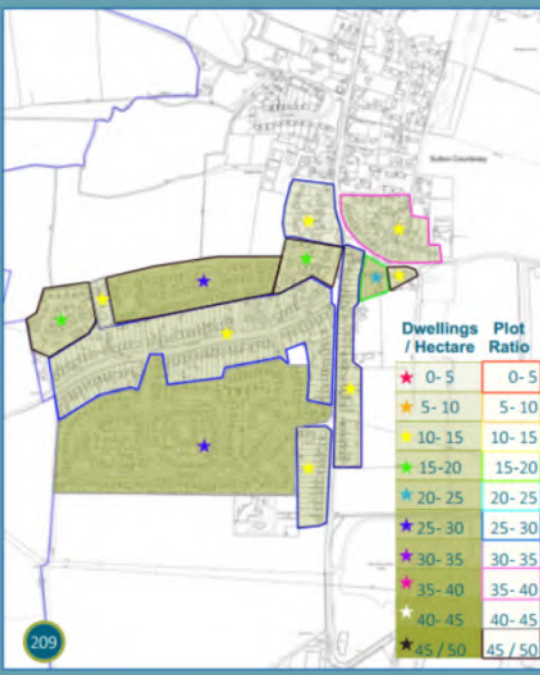 Sutton Courtenay
Dwellings / Hectare
Plot Ratio
0- 5 0- 5
5- 10 5- 10
10- 15 10- 15
15-20 15-20
20- 25 20- 25
25- 30 25- 30
30- 35 30- 35
35- 40 35- 40
40- 45 40- 45
45 / 50 45 / 50
209